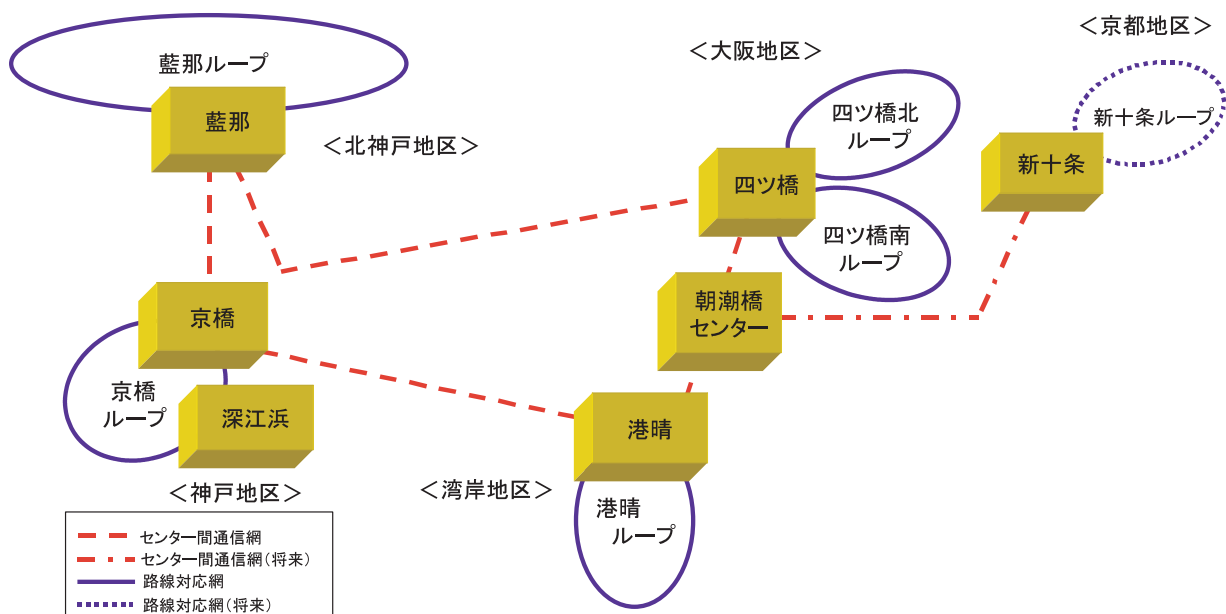 ＜京都地区＞
＜大阪地区＞
藍那ループ
四ツ橋北
ループ
新十条ループ
藍那
＜北神戸地区＞
四ツ橋
新十条
四ツ橋南
ループ
京橋
朝潮橋
センター
京橋
ループ
深江浜
港晴
＜神戸地区＞
＜湾岸地区＞
港晴
ループ
センター間通信網
センター間通信網(将来)
路線対応網
路線対応網(将来)